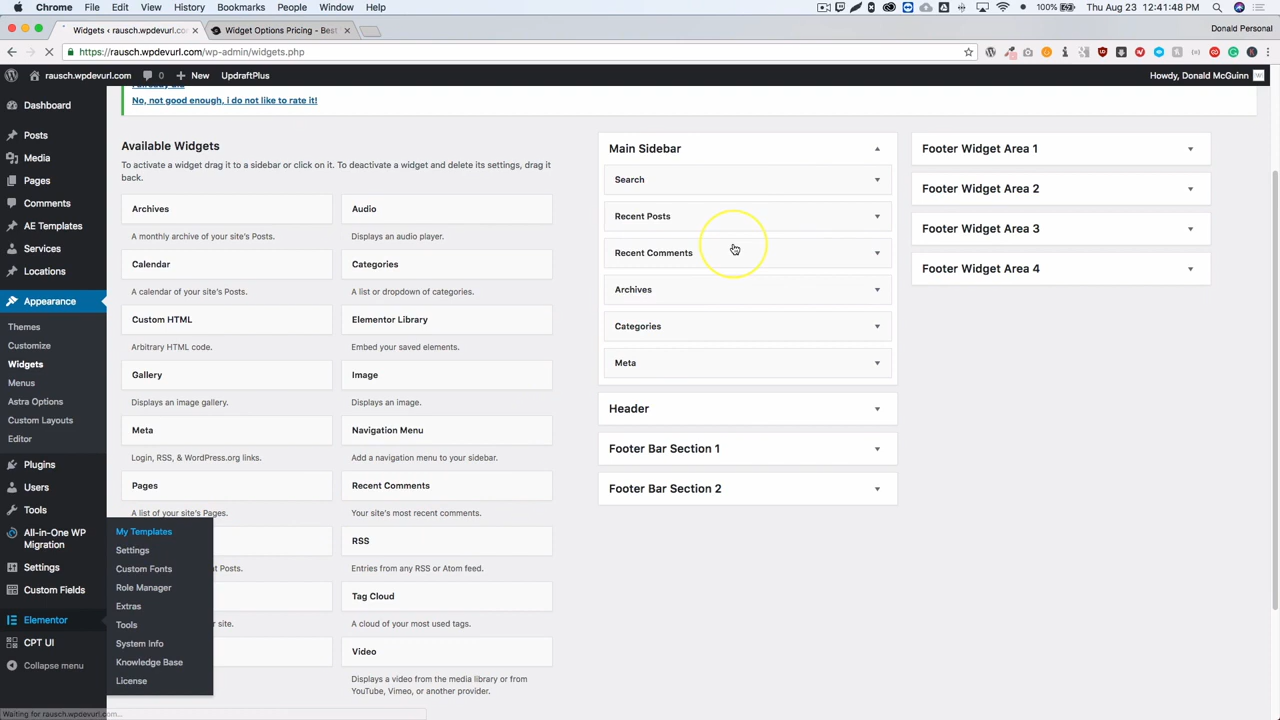 Chrome File Edit View History Bookmarks People Window Help 100% Thu Aug 23 12:41:48 PM
Widgets ‹ rausch.wpdevurl.con Widget Options Pricing - Best Donald Personal
https://rausch.wpdevurl.com/wp-admin/widgets.php
rausch.wpdevurl.com 0 New UpdraftPlus Howdy, Donald McGuinn
No, not good enough, i do not like to rate it!
Dashboard
Posts
Media
Pages
Comments
AE Templates
Services
Locations
Appearance
Themes
Customize
Widgets
Menus
Astra Options
Custom Layouts
Editor
Plugins
Users
Tools
All-in-One WP
Migration
Settings
Custom Fields
Elementor
CPT UI
Collapse menu
My Templates
Settings
Custom Fonts
Role Manager
Extras
Tools
System Info
Knowledge Base
License
Available Widgets
To activate a widget drag it to a sidebar or click on it. To deactivate a widget and delete its settings, drag it
back.
Archives Audio
A monthly archive of your site's Posts. Displays an audio player.
Calendar Categories
A calendar of your site's Posts. A list or dropdown of categories.
Custom HTML Elementor Library
Arbitrary HTML code. Embed your saved elements.
Gallery Image
Displays an image gallery. Displays an image.
Meta Navigation Menu
Login, RSS, & WordPress.org links. Add a navigation menu to your sidebar.
Pages Recent Comments
A list of your site's Pages. Your site's most recent comments.
RSS
Posts. Entries from any RSS or Atom feed.
Tag Cloud
site. A cloud of your most used tags.
Video
Displays a video from the media library or from
YouTube, Vimeo, or another provider.
Main Sidebar
Search
Recent Posts
Recent Comments
Archives
Categories
Meta
Header
Footer Bar Section 1
Footer Bar Section 2
Footer Widget Area 1
Footer Widget Area 2
Footer Widget Area 3
Footer Widget Area 4
Waiting for rausch.wpdevurl.com...